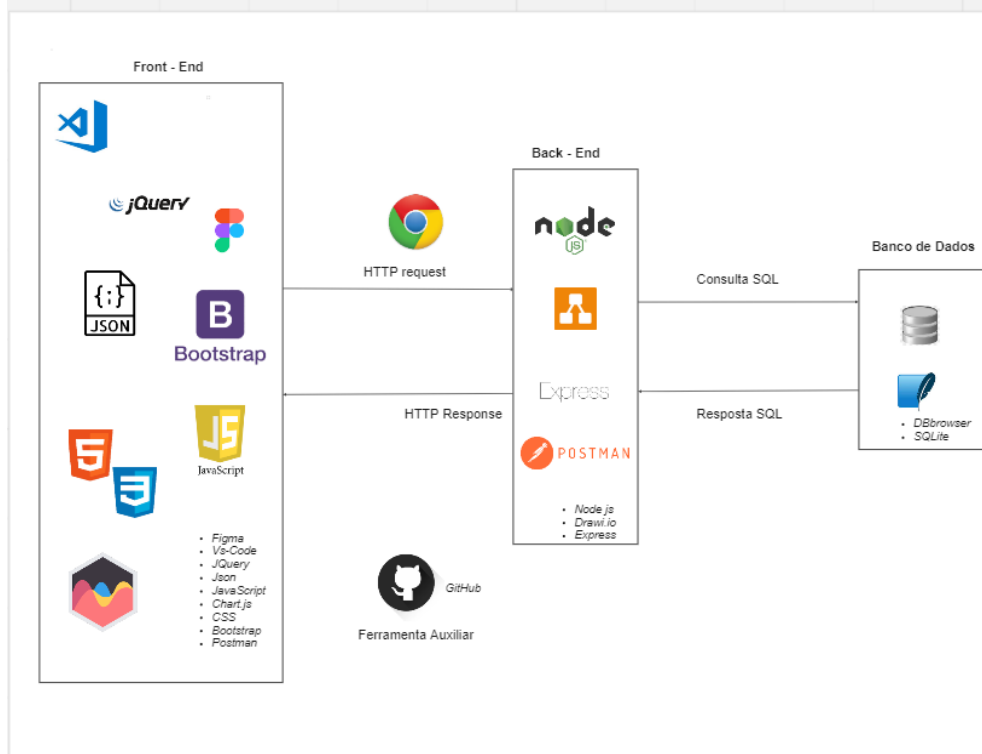 Front - End
jQuery
{;}
JSON
B
Bootstrap
5
3
JS
JavaScript
Figma
Vs-Code
JQuery
Json
JavaScript
Chart.js
CSS
Bootstrap
Postman
HTTP request
HTTP Response
GitHub
Ferramenta Auxiliar
Back - End
node
JS
Express
POSTMAN
Node js
Drawi.io
Express
Consulta SQL
Resposta SQL
Banco de Dados
DBbrowser
SQLite